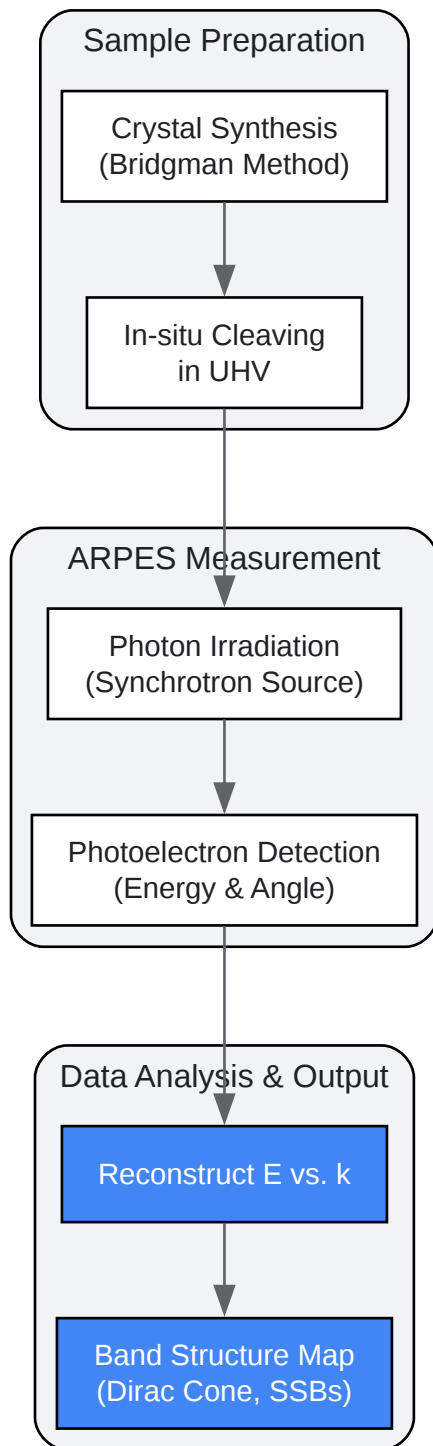 Sample Preparation
Crystal Synthesis
(Bridgman Method)
In-situ Cleaving
in UHV
ARPES Measurement
Photon Irradiation
(Synchrotron Source)
Photoelectron Detection
(Energy & Angle)
Data Analysis & Output
Reconstruct E vs. k
Band Structure Map
(Dirac Cone, SSBs)